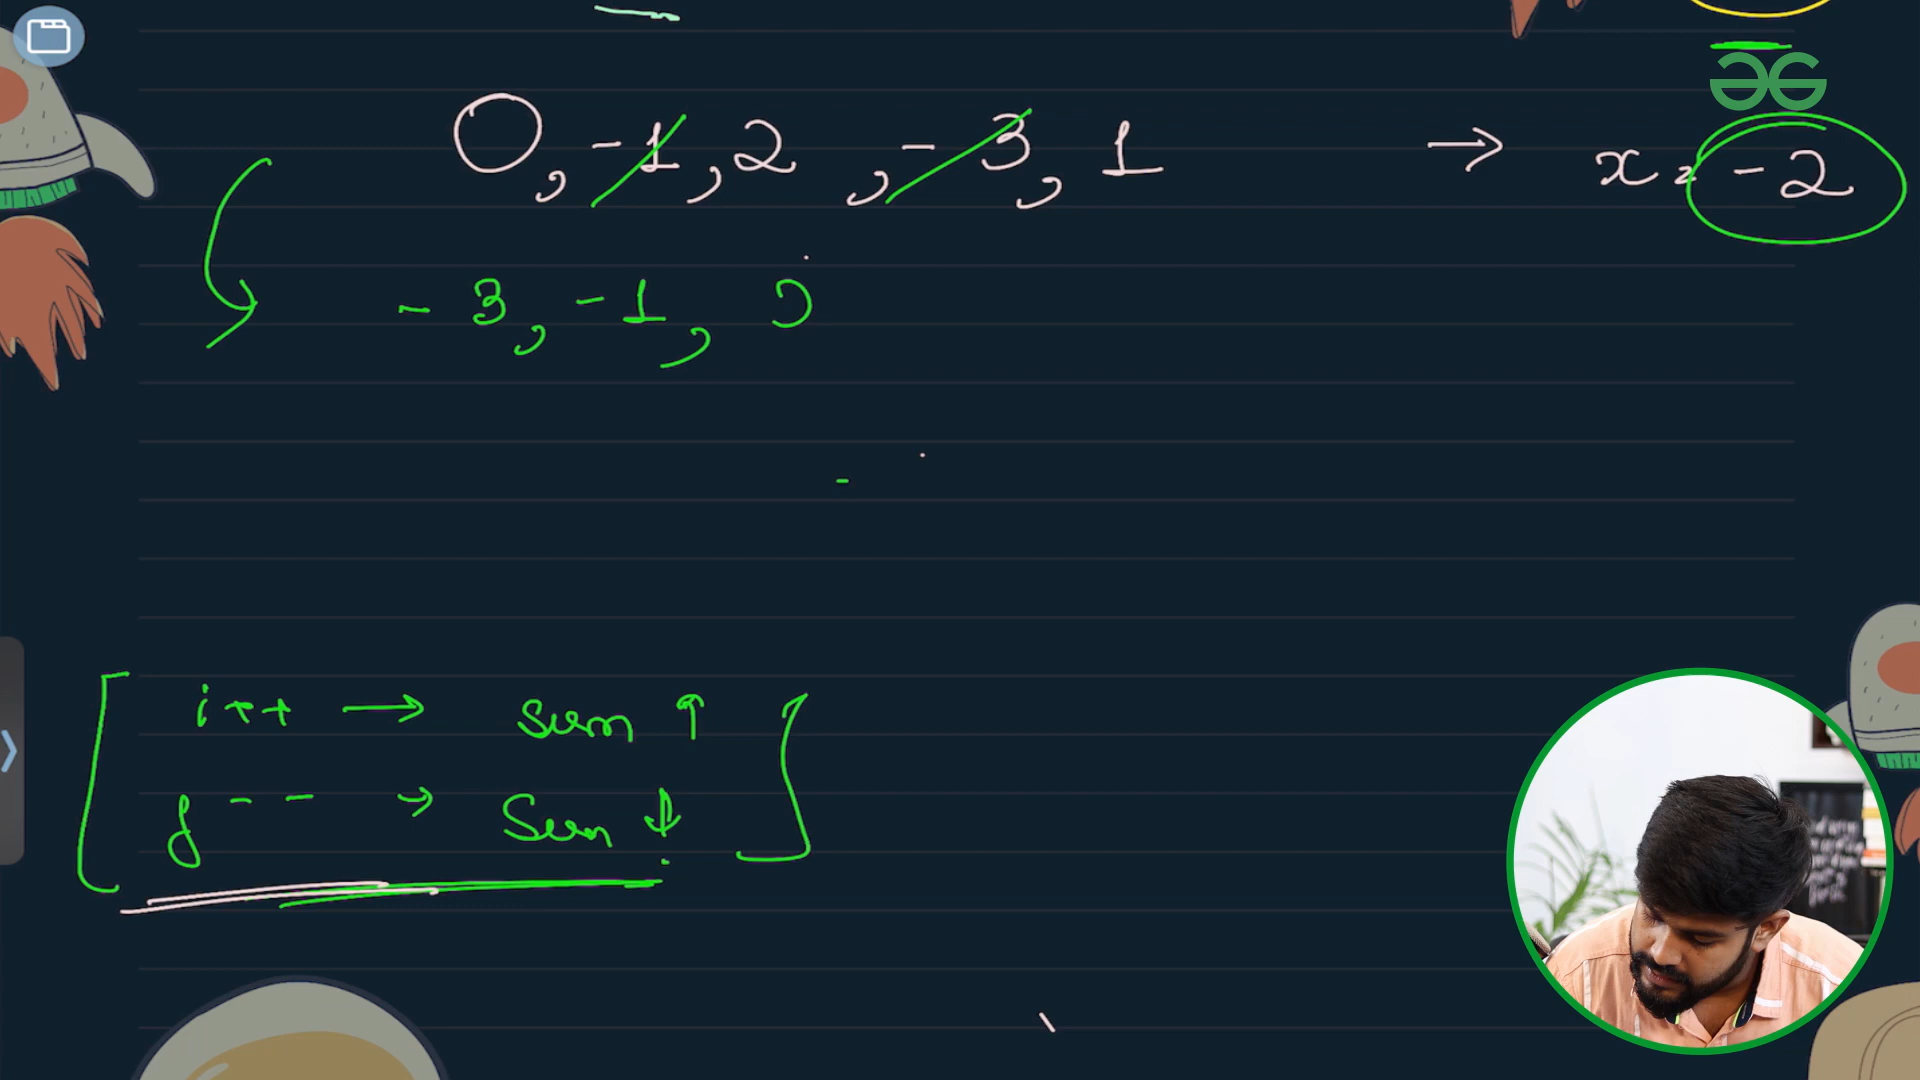 0, -1, 2, -3, 1 → x = -2
-3, -1, 0
-
i++ → sum ↑
j-- → Sum ↓